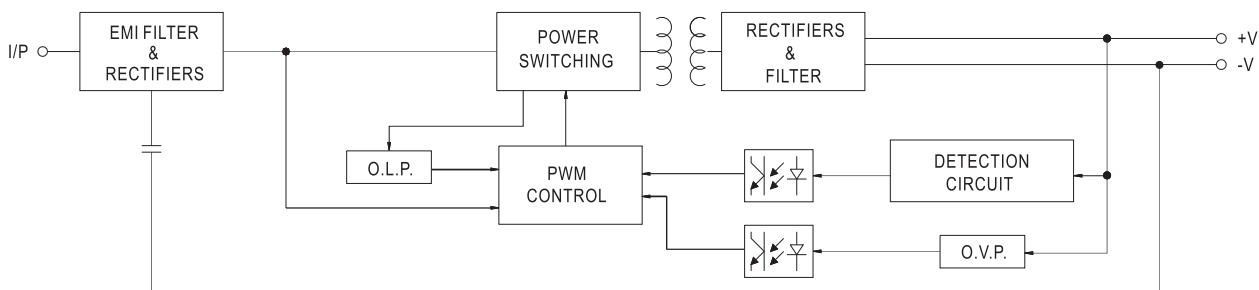 I/P
EMI FILTER
&
RECTIFIERS
POWER
SWITCHING
RECTIFIERS
&
FILTER
+V
-V
O.L.P.
PWM
CONTROL
DETECTION
CIRCUIT
O.V.P.